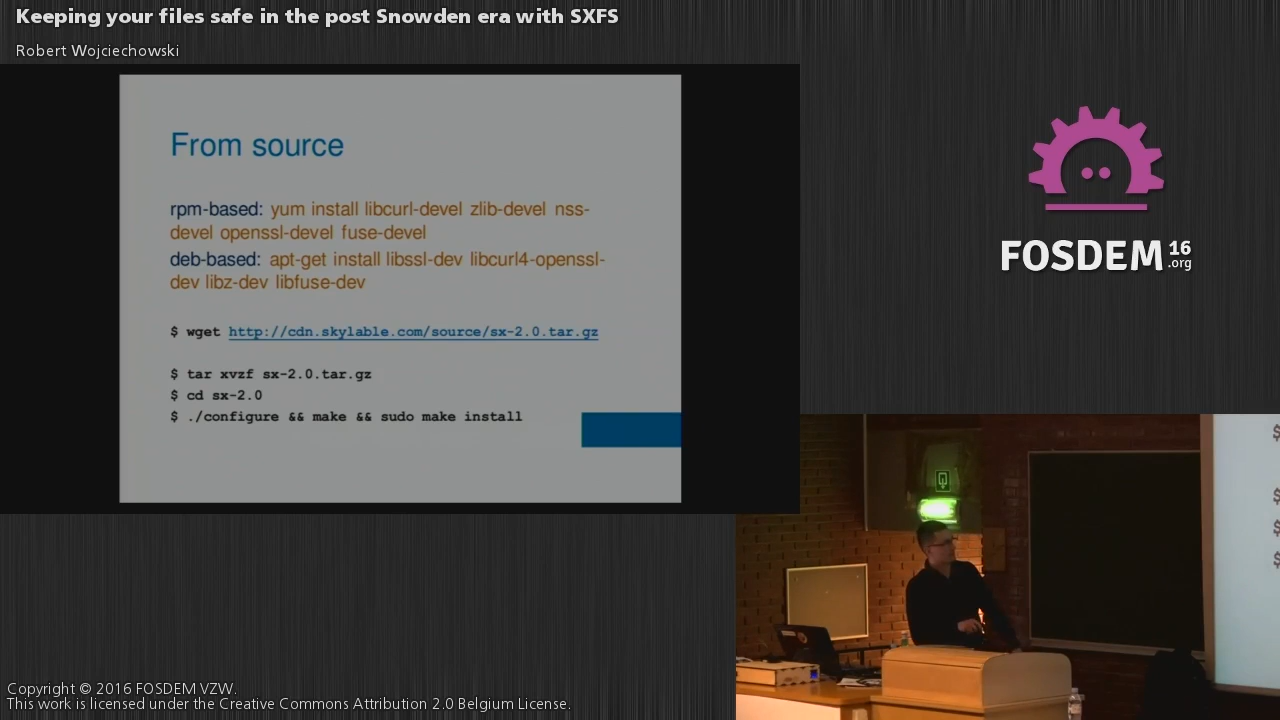 Keeping your files safe in the post Snowden era with SXFS
Robert Wojciechowski
From source
rpm-based: yum install libcurl-devel zlib-devel nss-
devel openssl-devel fuse-devel
deb-based: apt-get install libssl-dev libcurl4-openssl-
dev libz-dev libfuse-dev
$ wget http://cdn.skylable.com/source/sx-2.0.tar.gz
$ tar xvzf sx-2.0.tar.gz
$ cd sx-2.0
$ ./configure && make && sudo make install
FOSDEM 16
.org
$
$
$
$
Copyright © 2016 FOSDEM VZW.
This work is licensed under the Creative Commons Attribution 2.0 Belgium License.